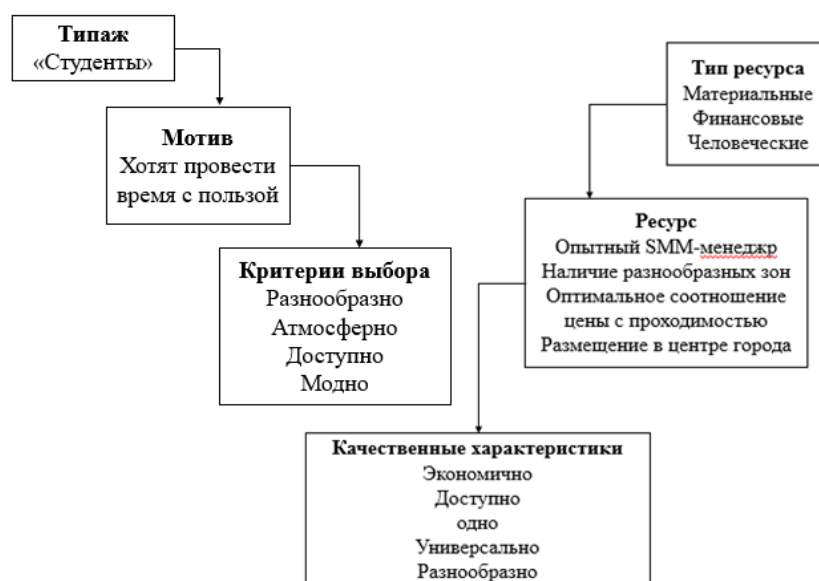 Типаж
«Студенты»
Мотив
Хотят провести
время с пользой
Критерии выбора
Разнообразно
Атмосферно
Доступно
Модно
Тип ресурса
Материальные
Финансовые
Человеческие
Ресурс
Опытный SMM-менеджр
Наличие разнообразных зон
Оптимальное соотношение
цены с проходимостью
Размещение в центре города
Качественные характеристики
Экономично
Доступно
одно
Универсально
Разнообразно